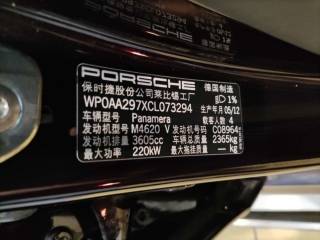 PORSCHE 德国制造
保时捷股份公司莱比锡工厂 1%
WP0AA297XCL073294 生产年月 05/12
车辆型号 Panamera 乘客人数 4
发动机型号 M4620 V 发动机号码 C08964
发动机排量 3605cc 车辆总质量 2365kg
最大功率 220kW 最大拖挂质量 — kg